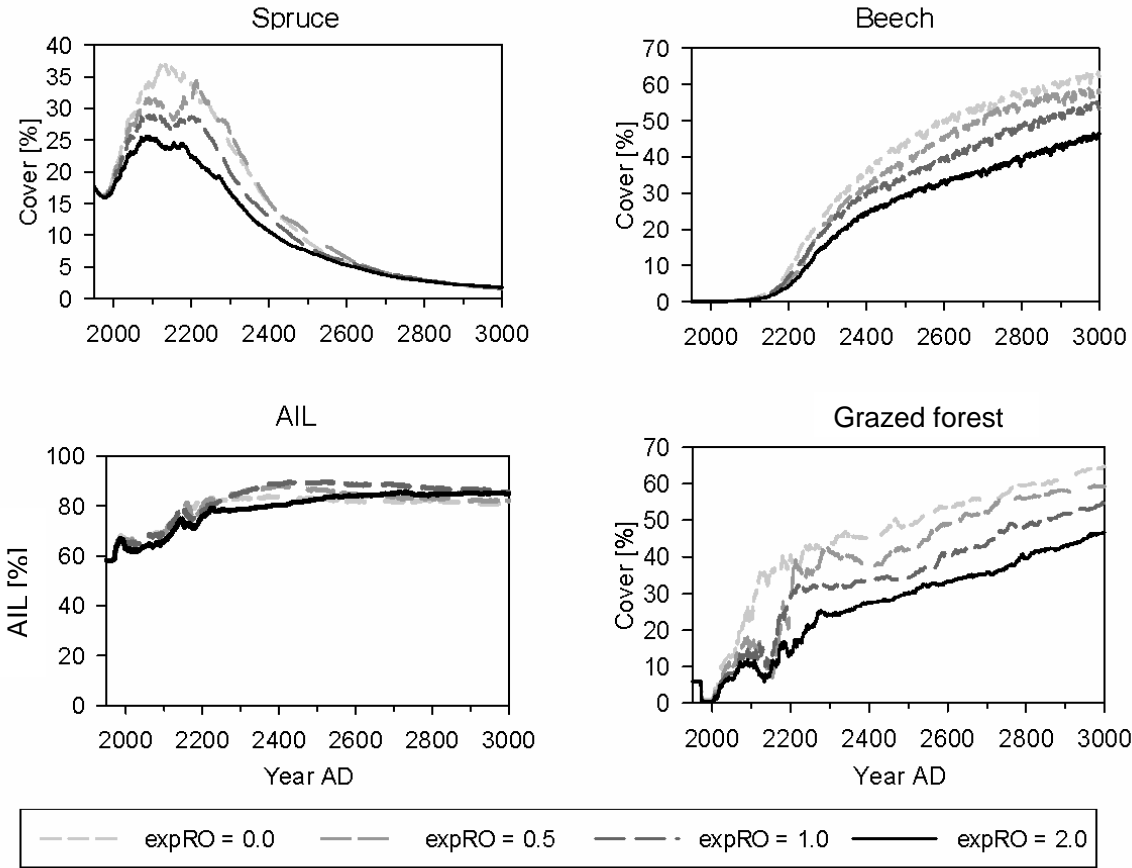 Spruce
Cover [%]
40
35
30
25
20
15
10
5
0
2000 2200 2400 2600 2800 3000
Beech
Cover [%]
70
60
50
40
30
20
10
0
2000 2200 2400 2600 2800 3000
AIL
AIL [%]
100
80
60
40
20
0
2000 2200 2400 2600 2800 3000
Year AD
Grazed forest
Cover [%]
70
60
50
40
30
20
10
0
2000 2200 2400 2600 2800 3000
Year AD
expRO = 0.0 expRO = 0.5 expRO = 1.0 expRO = 2.0